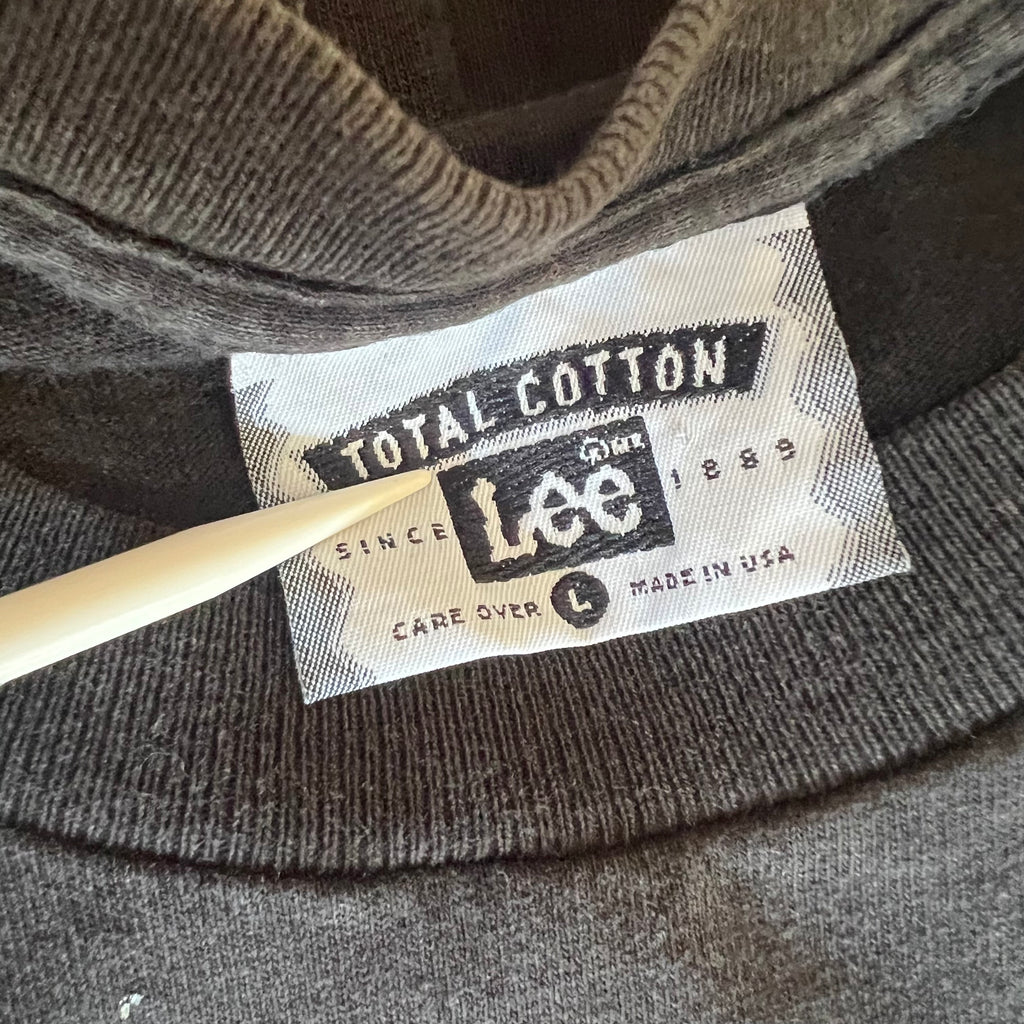 TOTAL COTTON
Lee®
SINCE 1889
CARE OVER L MADE IN USA